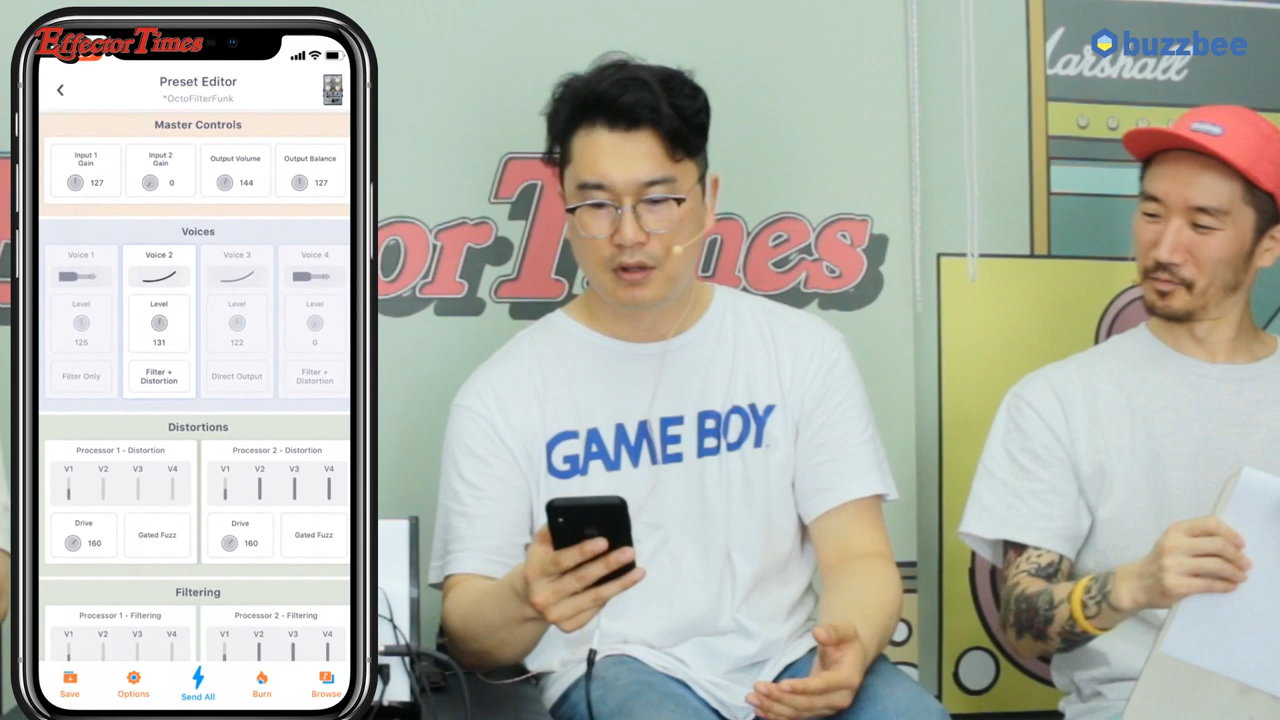 Effector Times
buzzbee
Marshall
Preset Editor
*OctoFilterFunk
Master Controls
Input 1
Gain
127
Input 2
Gain
0
Output Volume
144
Output Balance
127
Voices
Voice 1
Voice 2
Voice 3
Voice 4
Level
125
Level
131
Level
122
Level
0
Filter Only
Filter +
Distortion
Direct Output
Filter +
Distortion
Distortions
Processor 1 - Distortion
V1 V2 V3 V4
Drive
160
Gated Fuzz
Processor 2 - Distortion
V1 V2 V3 V4
Drive
160
Gated Fuzz
Filtering
Processor 1 - Filtering
V1 V2 V3 V4
Processor 2 - Filtering
V1 V2 V3 V4
Save
Options
Send All
Burn
Browse
or Times
GAME BOY